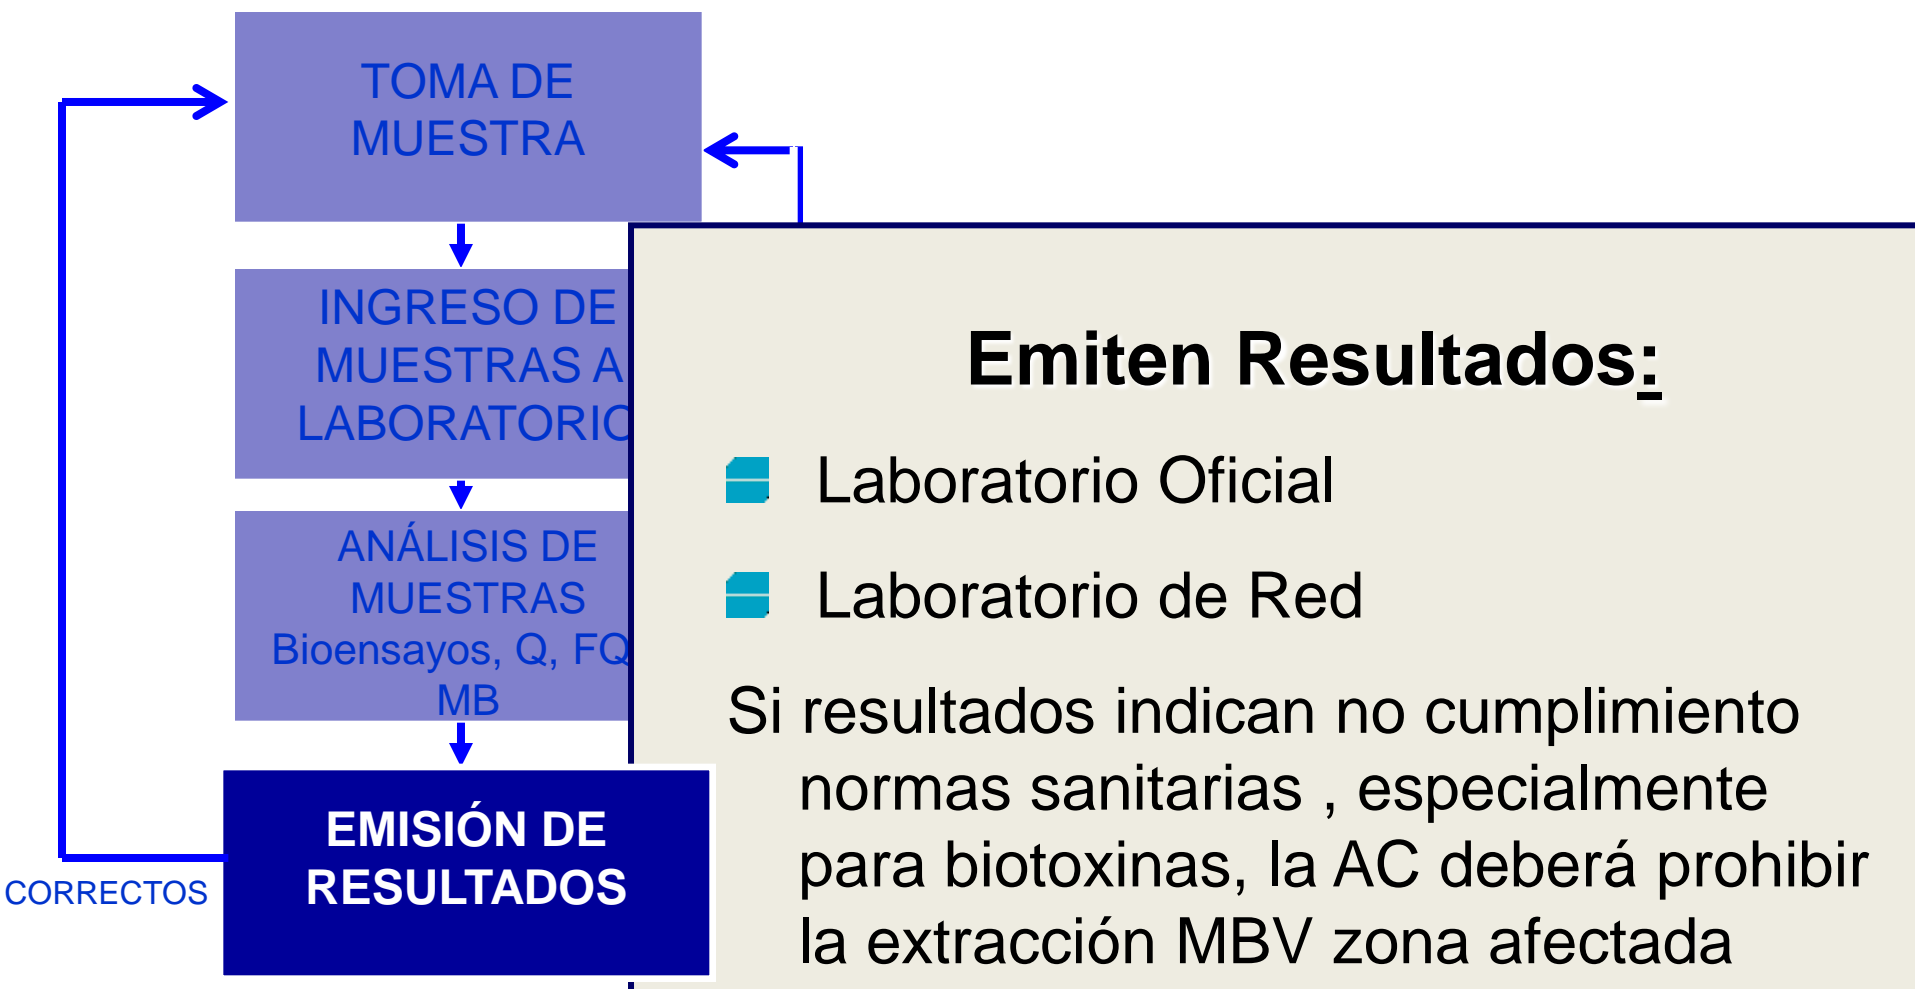 TOMA DE
MUESTRA
INGRESO DE
MUESTRAS A
LABORATORIO
ANÁLISIS DE
MUESTRAS
Bioensayos, Q, FQ
MB
EMISIÓN DE
RESULTADOS
CORRECTOS
Emiten Resultados:
Laboratorio Oficial
Laboratorio de Red
Si resultados indican no cumplimiento
normas sanitarias , especialmente
para biotoxinas, la AC deberá prohibir
la extracción MBV zona afectada